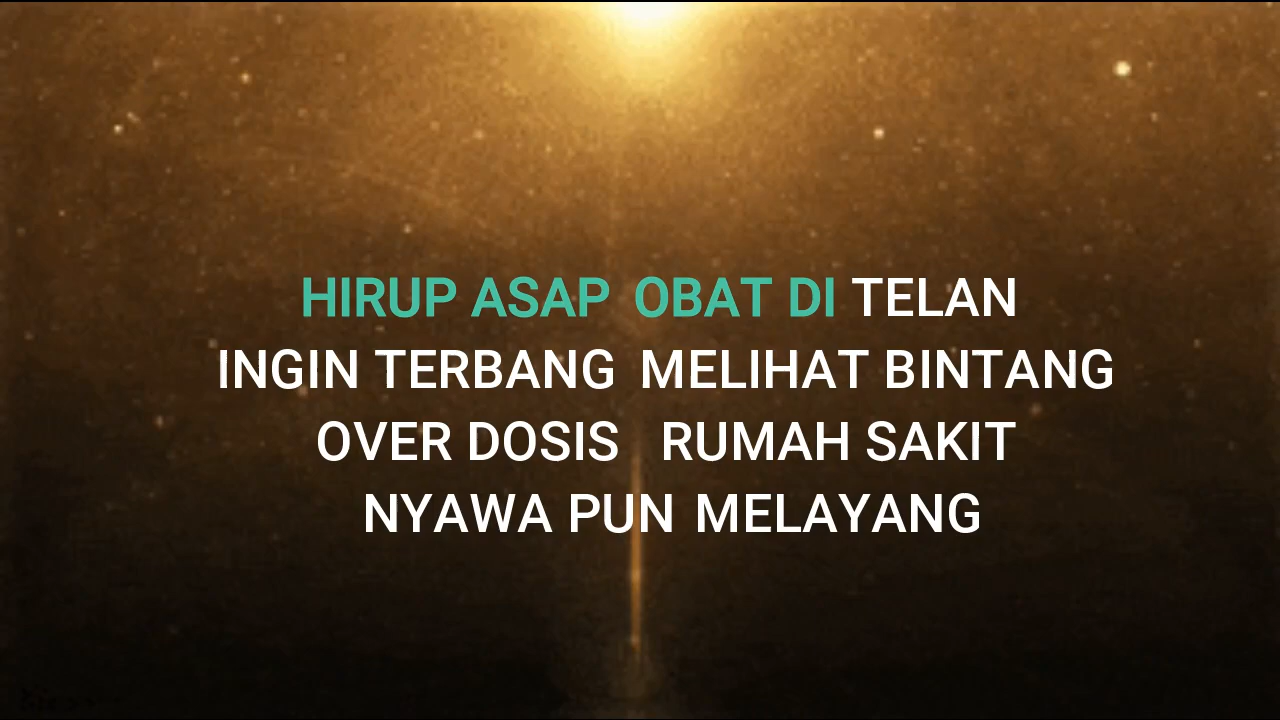 HIRUP ASAP OBAT DI TELAN
INGIN TERBANG MELIHAT BINTANG
OVER DOSIS RUMAH SAKIT
NYAWA PUN MELAYANG